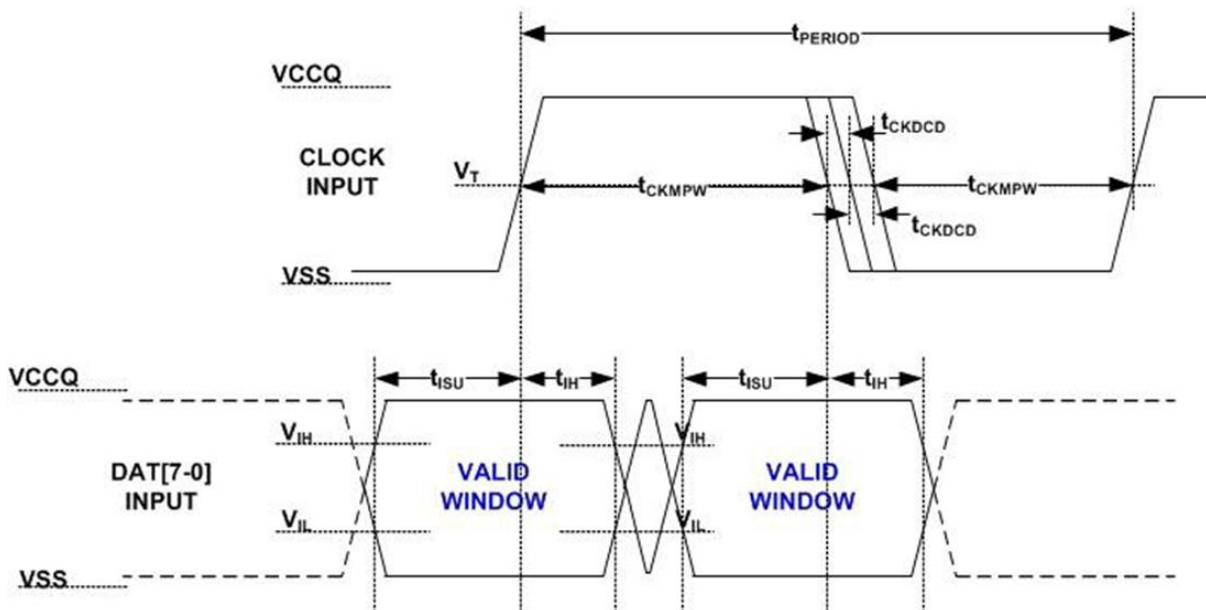 tPERIOD
VCCQ
tCKDCD
CLOCK
INPUT
VT
tCKMPW
tCKMPW
tCKDCD
VSS
VCCQ
tISU
tIH
tISU
tIH
VIH
VIH
DAT[7-0]
INPUT
VALID
WINDOW
VALID
WINDOW
VIL
VIL
VSS